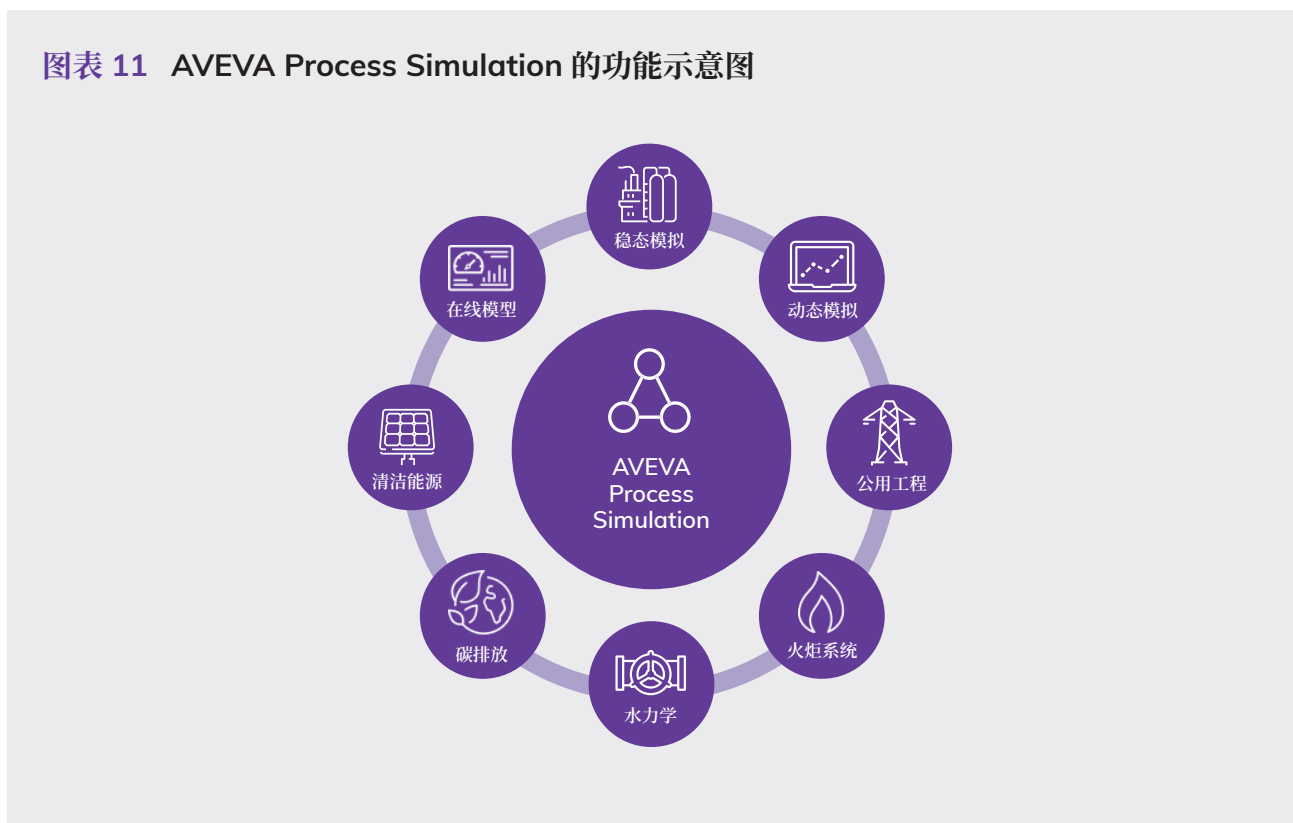 图表 11 AVEVA Process Simulation 的功能示意图
稳态模拟
动态模拟
公用工程
火炬系统
水力学
碳排放
清洁能源
在线模型
AVEVA
Process
Simulation